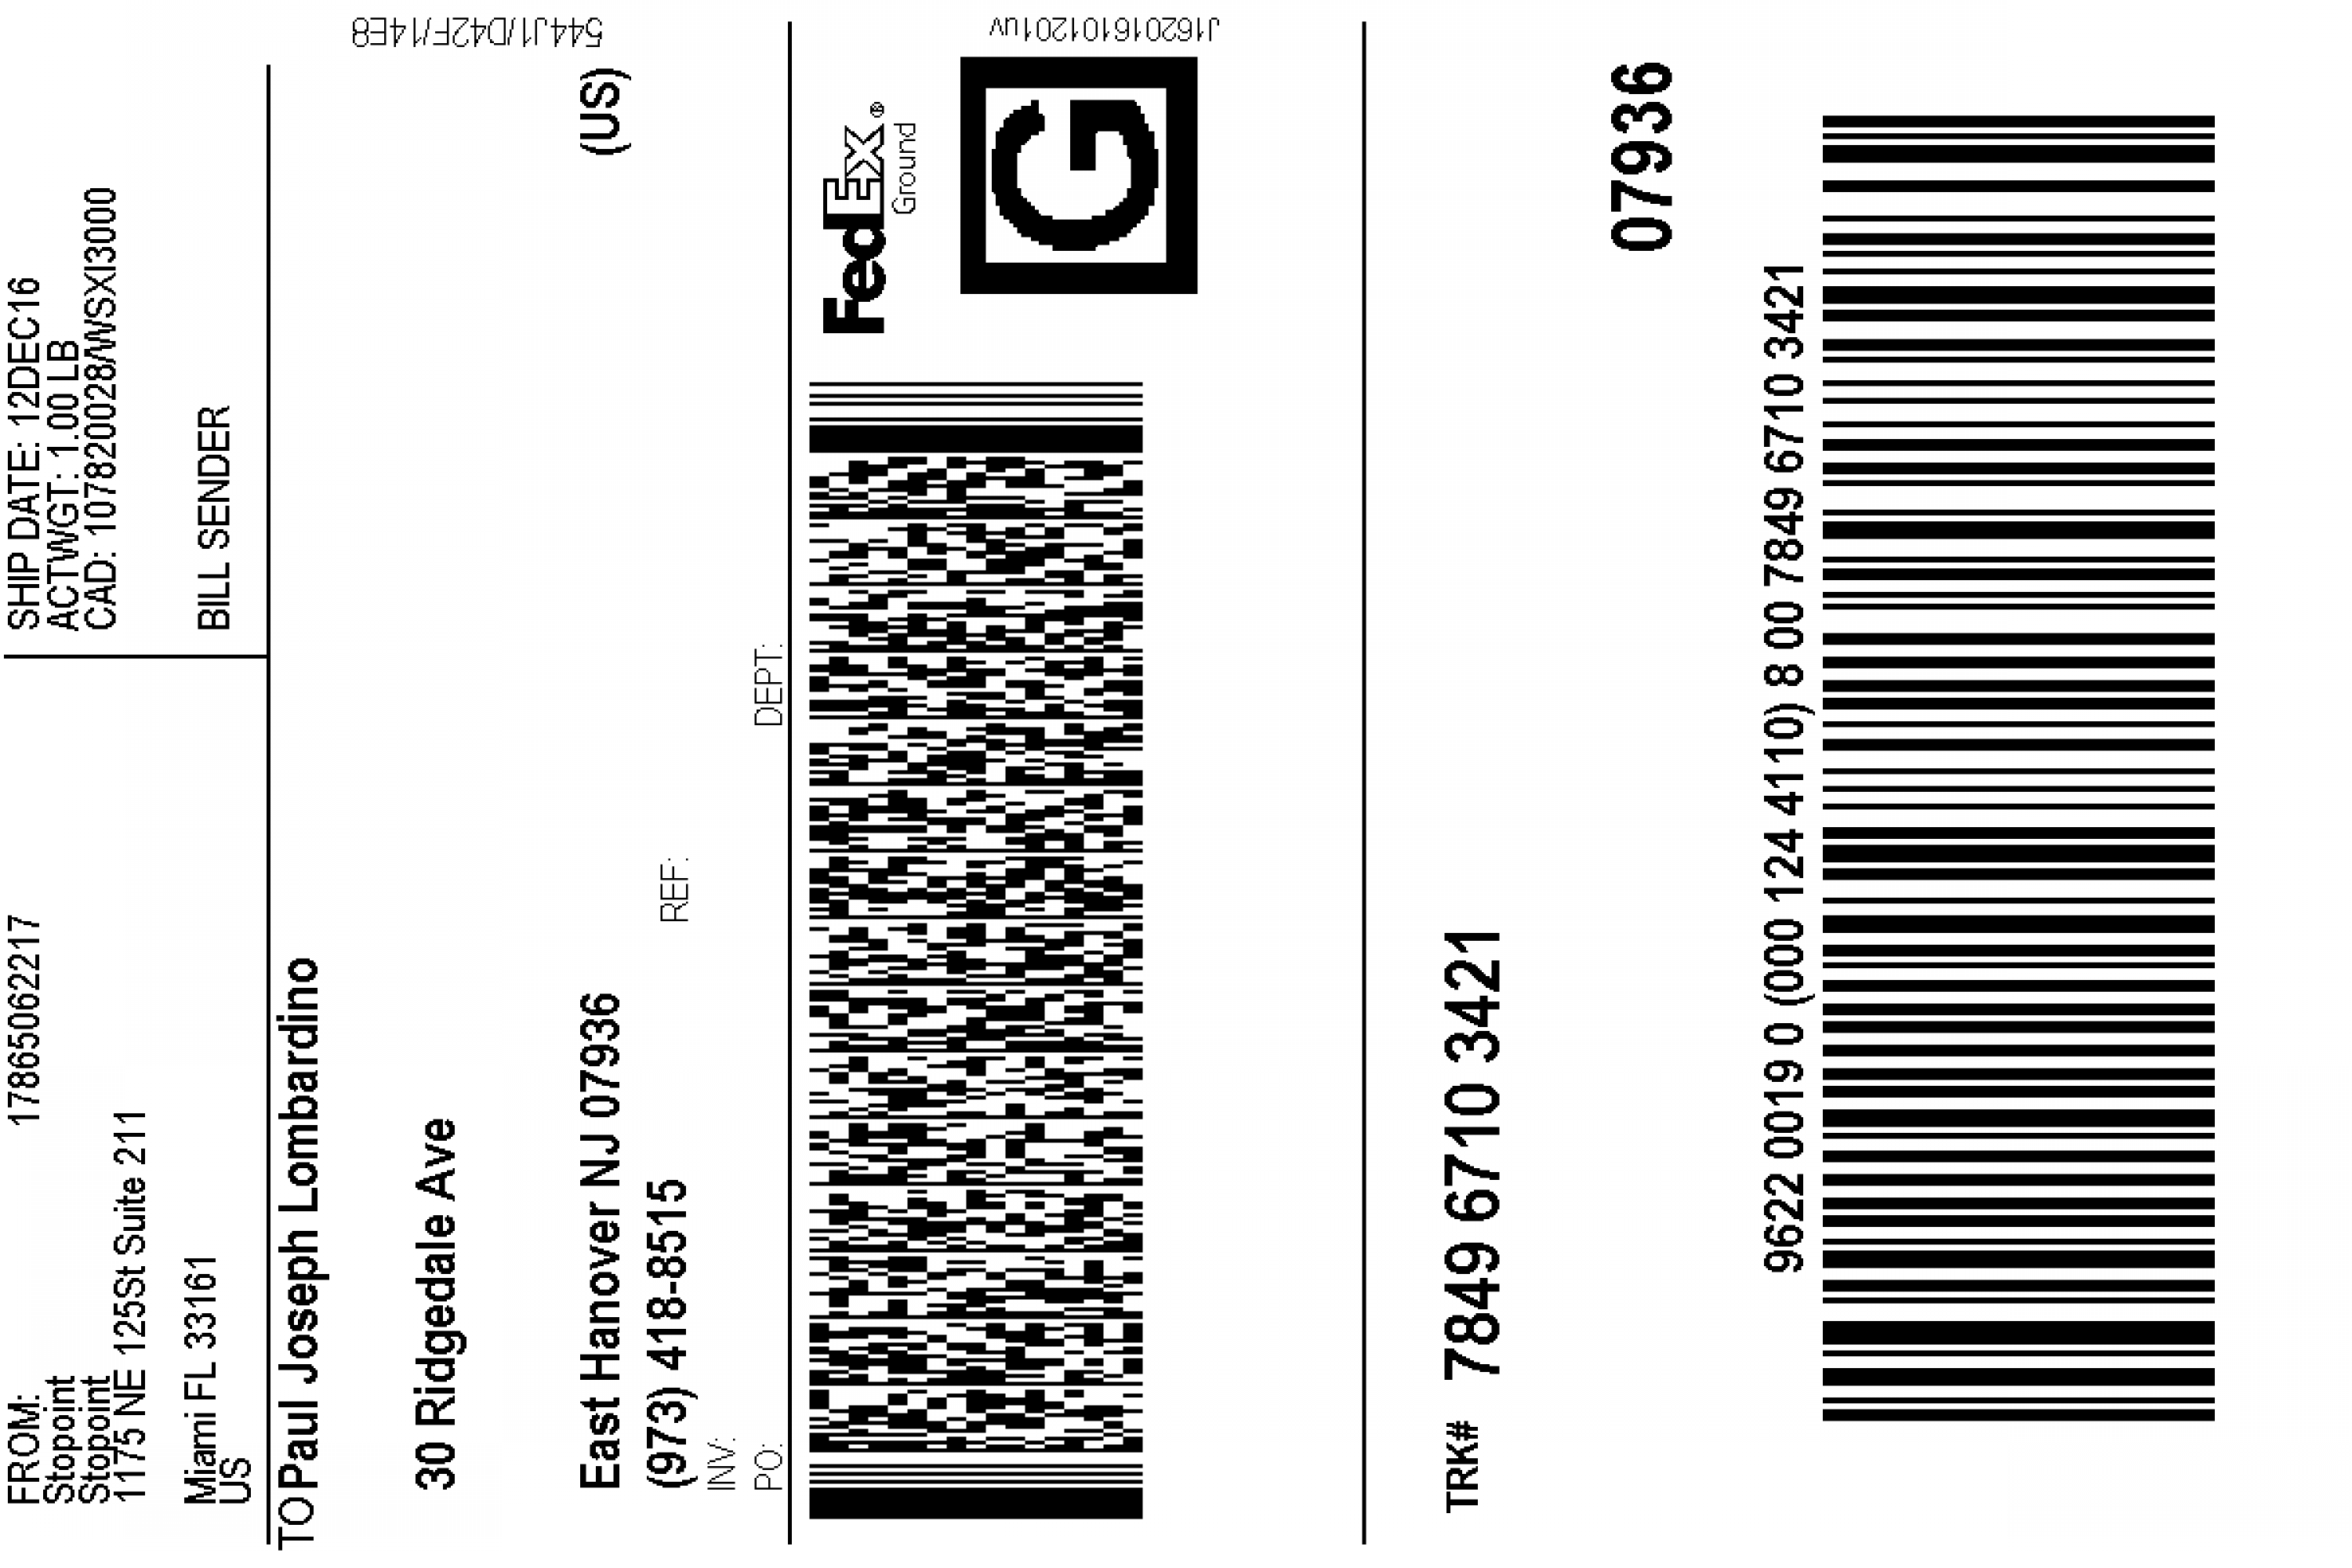 FROM: 1786506217
Stopoint
Stopoint
1175 NE 125St Suite 211
Miami FL 33161
US
SHIP DATE: 12DEC16
ACTWGT: 1.00 LB
CAD: 107820028/WSXI3000
BILL SENDER
TO Paul Joseph Lombardino
30 Ridgedale Ave
East Hanover NJ 07936 (US)
(973) 418-8515
REF:
INV:
PO: DEPT:
544J1/D42F/14E8
FedEx®
Ground
G
J162016101201uv
TRK# 7849 6710 3421
07936
9622 0019 0 (000 124 4110) 8 00 7849 6710 3421